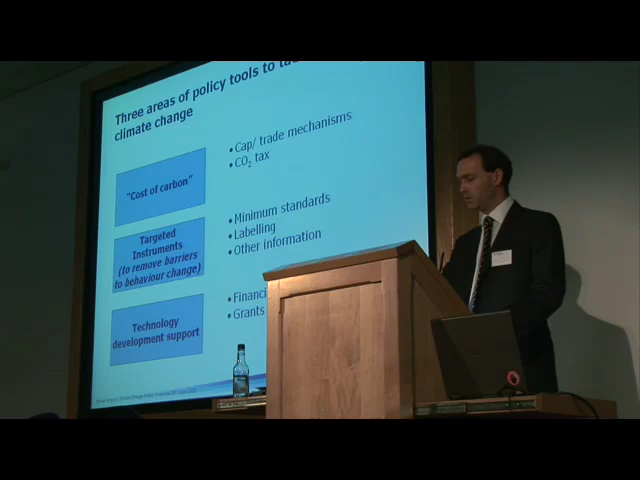 Three areas of policy tools to
climate change
"Cost of carbon"
• Cap/ trade mechanisms
• CO₂ tax
Targeted
Instruments
(to remove barriers
to behaviour change)
• Minimum standards
• Labelling
• Other information
Technology
development support
• Financi
• Grants